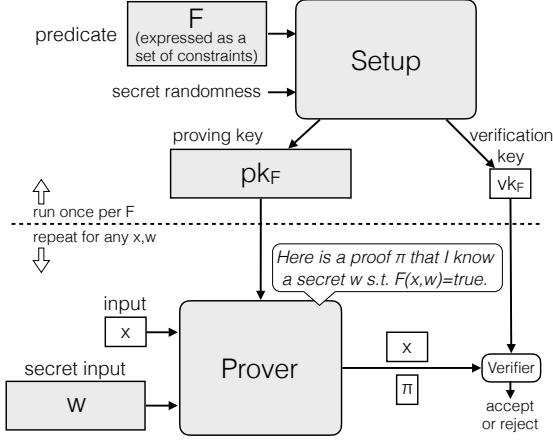 predicate
F
(expressed as a
set of constraints)
Setup
secret randomness
proving key
verification
key
pkF
vkF
run once per F
repeat for any x,w
Here is a proof π that I know
a secret w s.t. F(x,w)=true.
input
x
secret input
w
Prover
x
π
Verifier
accept
or reject